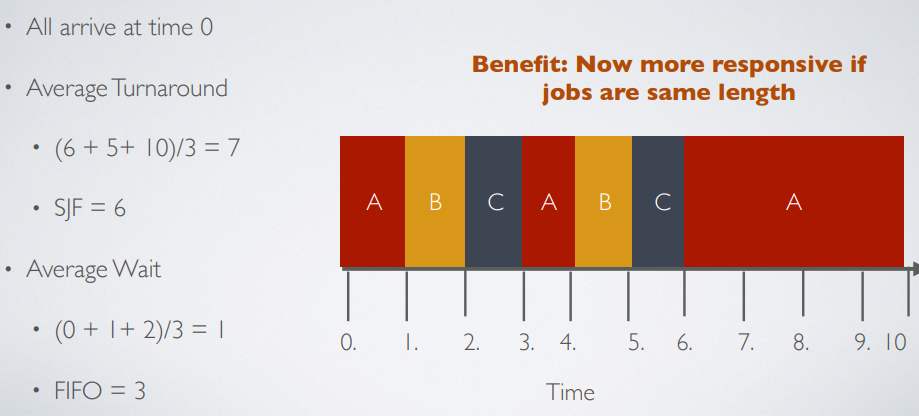 • All arrive at time 0
• Average Turnaround
• (6 + 5+ 10)/3 = 7
• SJF = 6
• Average Wait
• (0 + 1+ 2)/3 = 1
• FIFO = 3
Benefit: Now more responsive if
jobs are same length
A B C A B C A
0. 1. 2. 3. 4. 5. 6. 7. 8. 9. 10
Time